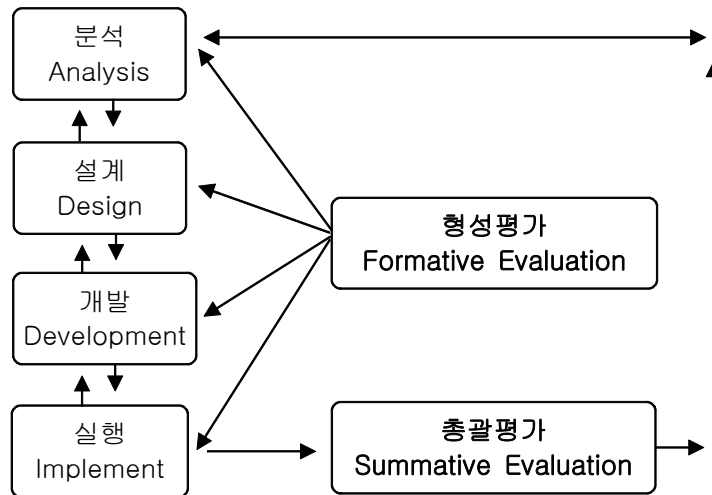 분석
Analysis
설계
Design
형성평가
Formative Evaluation
개발
Development
실행
Implement
총괄평가
Summative Evaluation